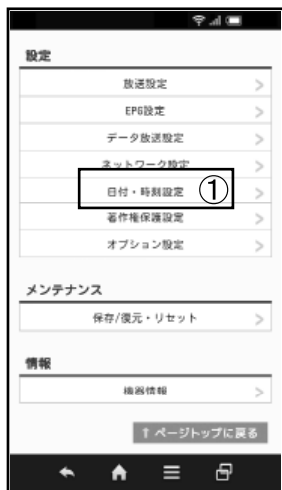 設定
放送設定
EPG設定
データ放送設定
ネットワーク設定
日付・時刻設定 ①
著作権保護設定
オプション設定
メンテナンス
保存/復元・リセット
情報
機器情報
↑ ページトップに戻る